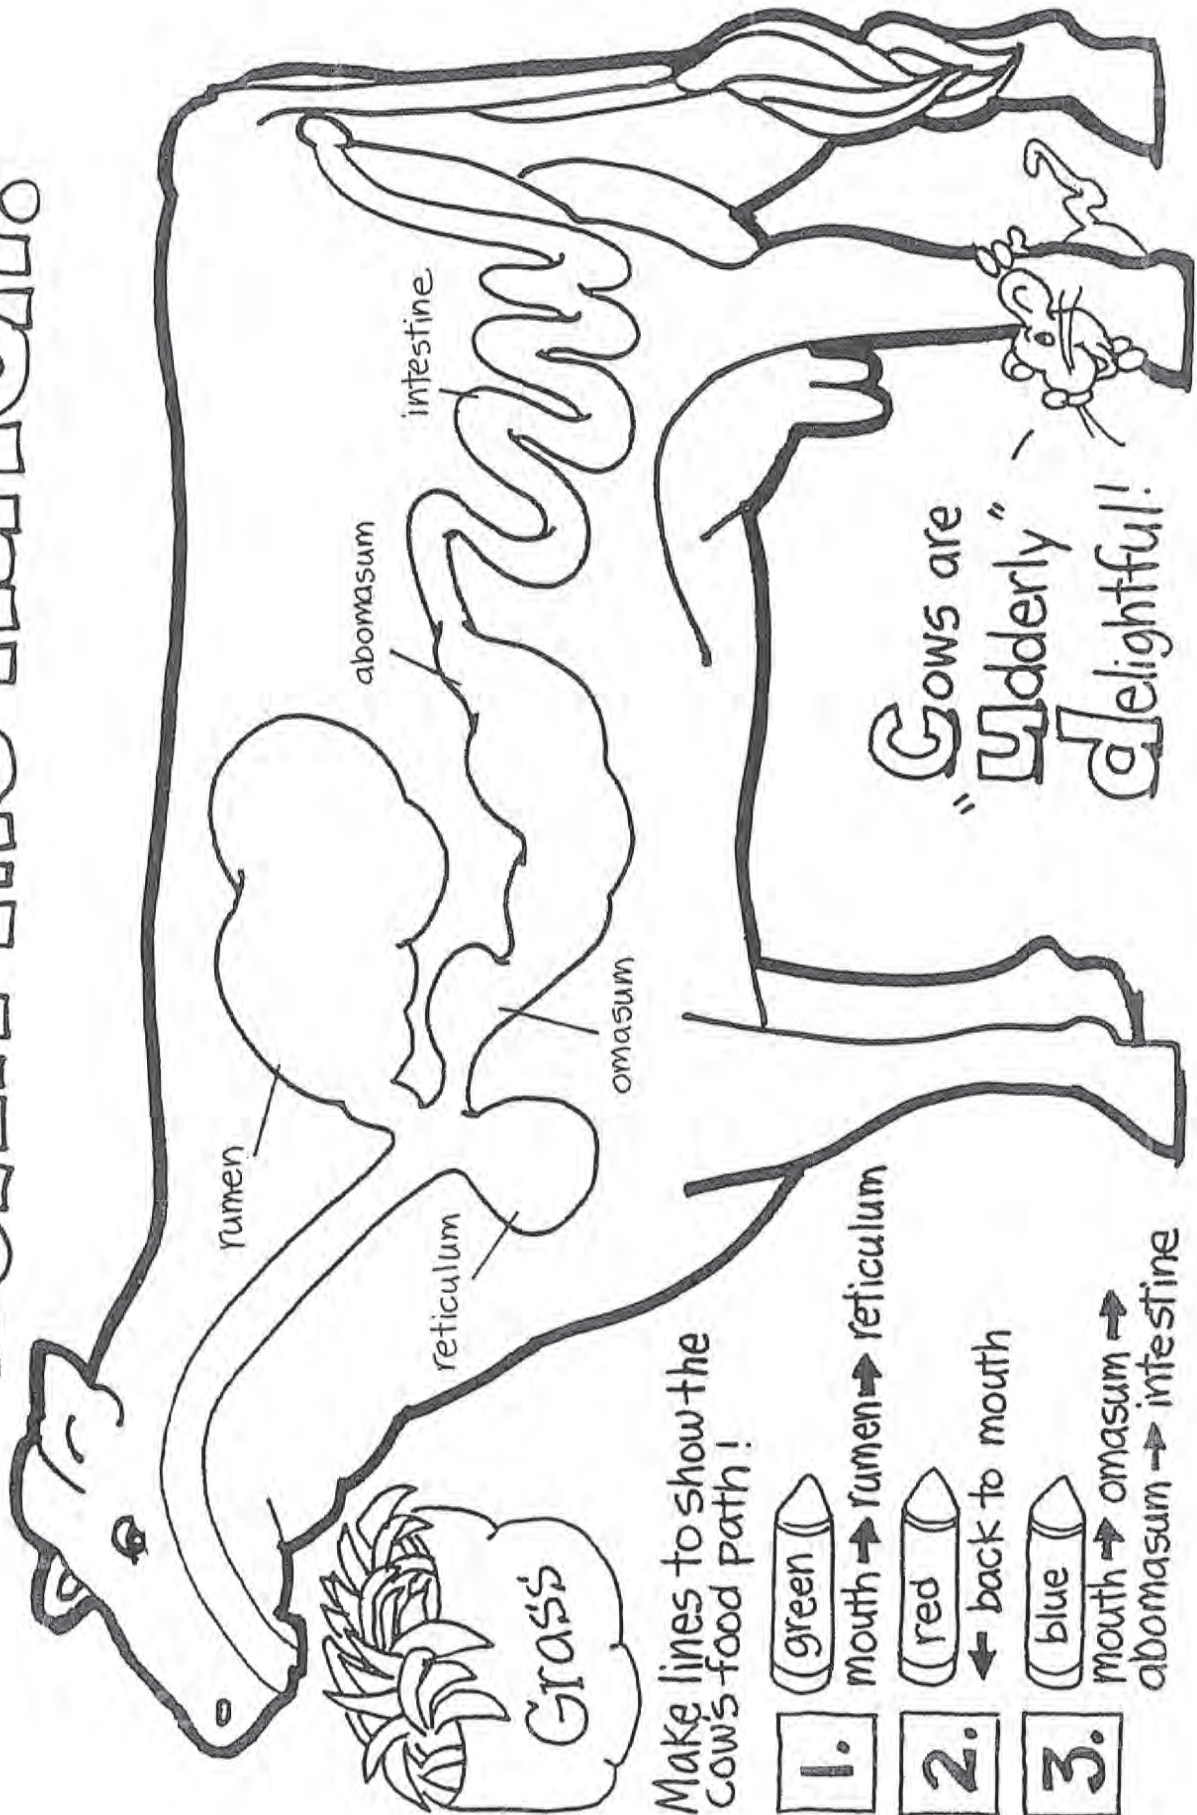 rumen
reticulum
omasum
abomasum
intestine
Grass
Make lines to show the
cow's food path!
1.
green
mouth → rumen → reticulum
2.
red
← back to mouth
3.
blue
mouth → omasum →
abomasum → intestine
Cows are
"Udderly"
delightful!